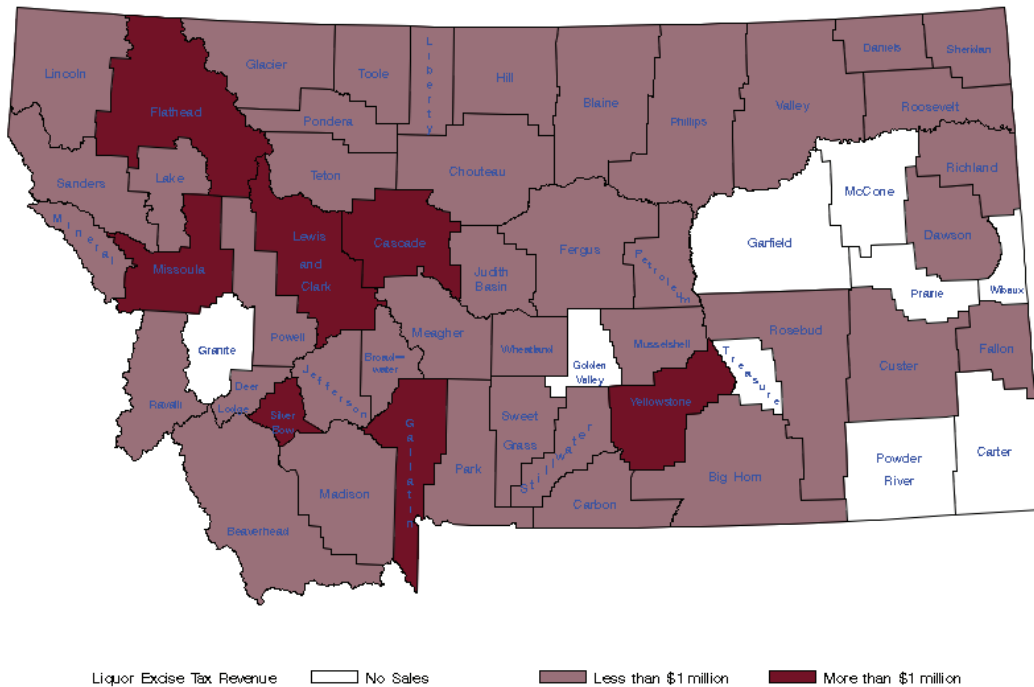 Lincoln
Flathead
Glacier
Toole
Liberty
Hill
Blaine
Phillips
Valley
Daniels
Sheridan
Roosevelt
Pondera
Teton
Chouteau
Sanders
Lake
Mineral
Missoula
Lewis
and
Clark
Cascade
Judith
Basin
Fergus
Petroleum
Garfield
McCone
Richland
Dawson
Prarie
Wibaux
Granite
Powell
Meagher
Wheatland
Golden
Valley
Musselshell
Treasure
Rosebud
Custer
Fallon
Ravalli
Deer
Lodge
Silver
Bow
Jefferson
Broad
water
Gallatin
Park
Sweet
Grass
Stillwater
Yellowstone
Big Horn
Powder
River
Carter
Beaverhead
Madison
Carbon
Liquor Excise Tax Revenue No Sales Less than $1 million More than $1 million